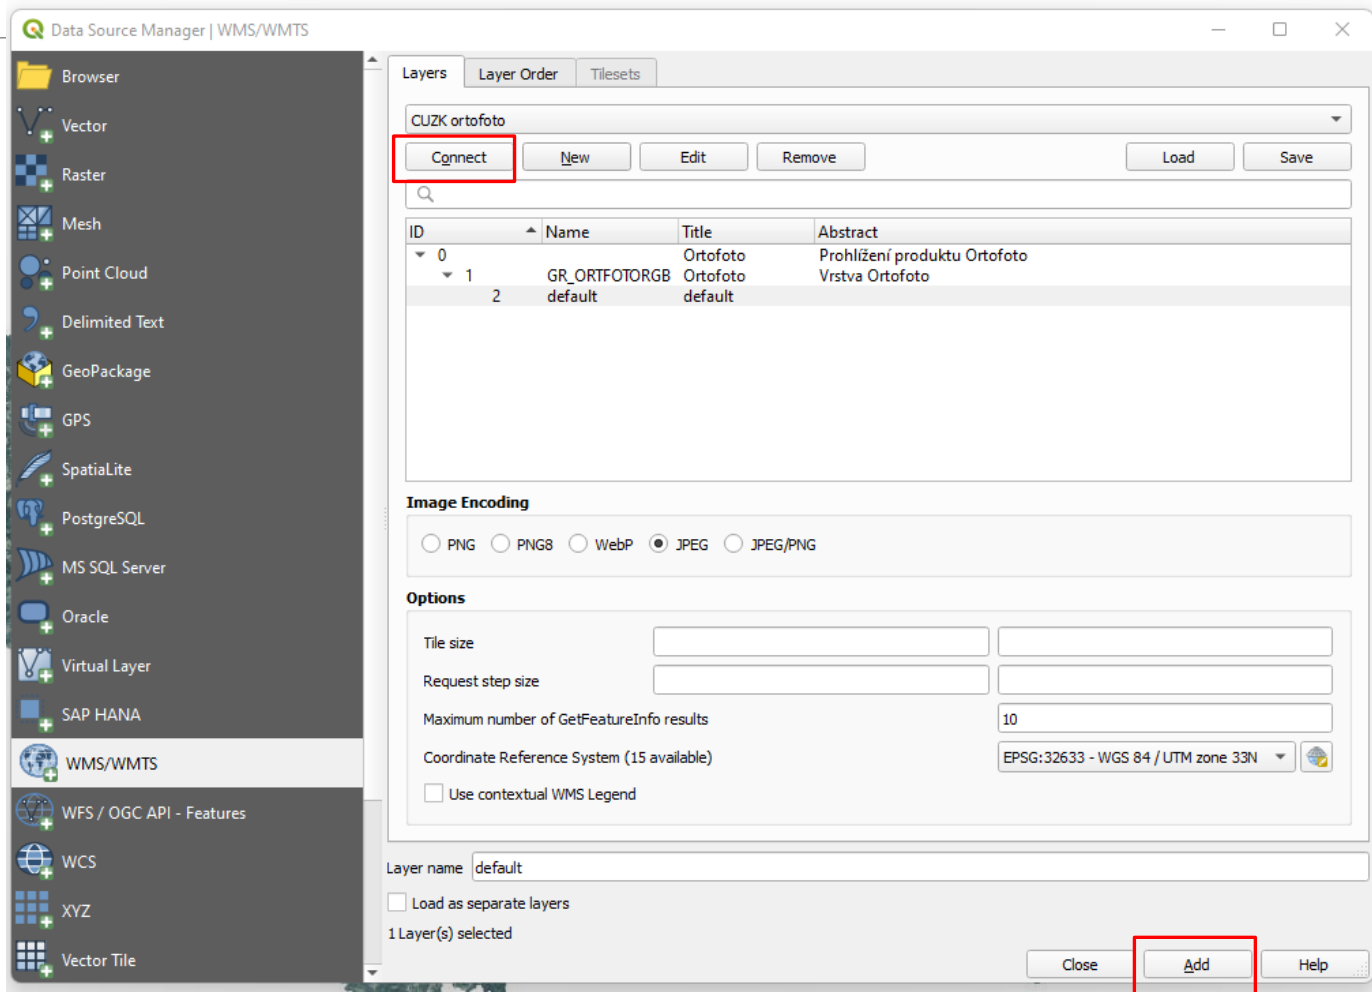 Data Source Manager | WMS/WMTS
Browser
Vector
Raster
Mesh
Point Cloud
Delimited Text
GeoPackage
GPS
SpatiaLite
PostgreSQL
MS SQL Server
Oracle
Virtual Layer
SAP HANA
WMS/WMTS
WFS / OGC API - Features
WCS
XYZ
Vector Tile
Layers Layer Order Tilesets
CUZK ortofoto
Connect New Edit Remove Load Save
ID Name Title Abstract
0 Ortofoto Prohlížení produktu Ortofoto
1 GR_ORTFOTORGB Ortofoto Vrstva Ortofoto
2 default default
Image Encoding
PNG PNG8 WebP JPEG JPEG/PNG
Options
Tile size
Request step size
Maximum number of GetFeatureInfo results 10
Coordinate Reference System (15 available) EPSG:32633 - WGS 84 / UTM zone 33N
Use contextual WMS Legend
Layer name default
Load as separate layers
1 Layer(s) selected
Close Add Help